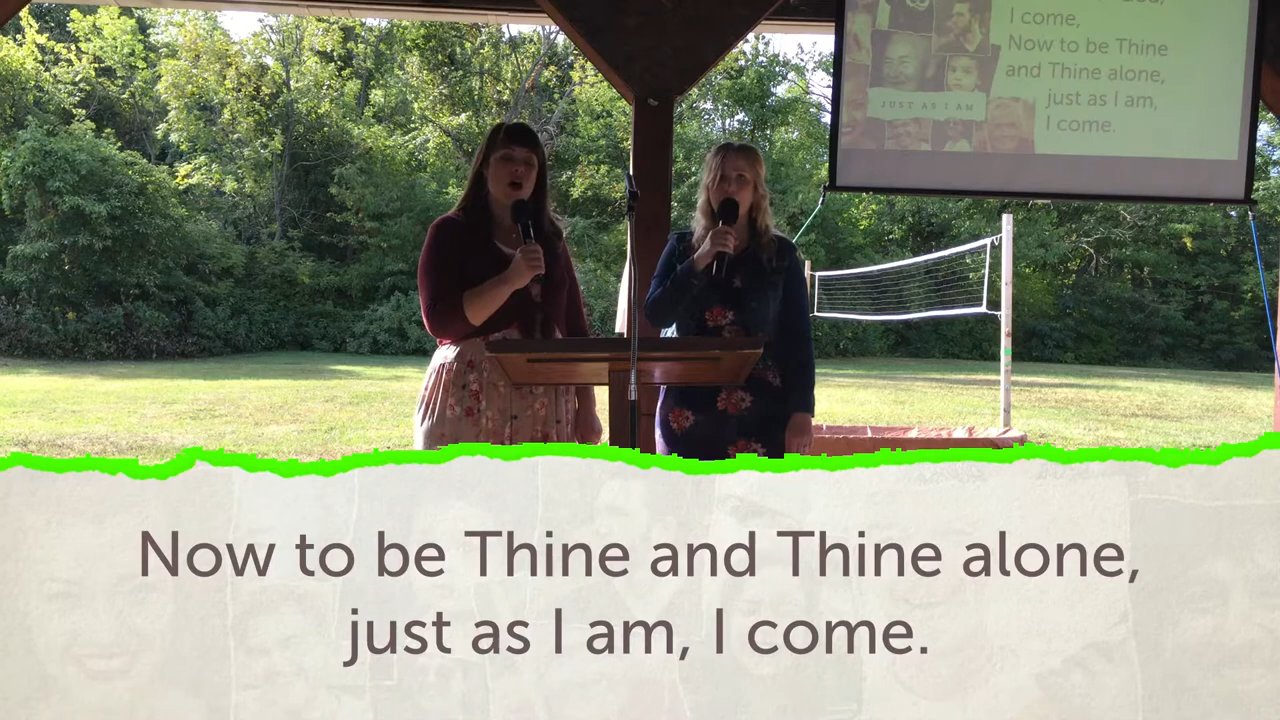 I come,
Now to be Thine
and Thine alone,
just as I am,
I come.
JUST AS I AM
Now to be Thine and Thine alone,
just as I am, I come.